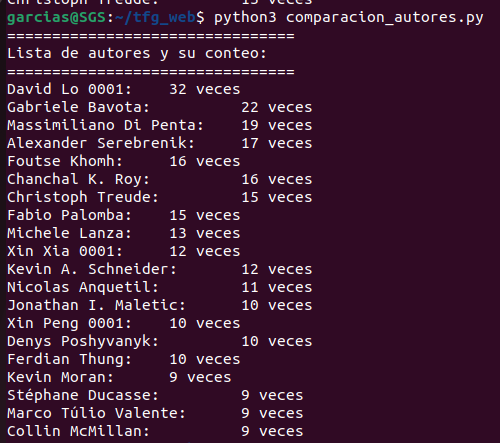 Christoph Treude: 15 veces
garcias@SGS:~/tfg_web$ python3 comparacion_autores.py
================================
Lista de autores y su conteo:
================================
David Lo 0001: 32 veces
Gabriele Bavota: 22 veces
Massimiliano Di Penta: 19 veces
Alexander Serebrenik: 17 veces
Foutse Khomh: 16 veces
Chanchal K. Roy: 16 veces
Christoph Treude: 15 veces
Fabio Palomba: 15 veces
Michele Lanza: 13 veces
Xin Xia 0001: 12 veces
Kevin A. Schneider: 12 veces
Nicolas Anquetil: 11 veces
Jonathan I. Maletic: 10 veces
Xin Peng 0001: 10 veces
Denys Poshyvanyk: 10 veces
Ferdian Thung: 10 veces
Kevin Moran: 9 veces
Stéphane Ducasse: 9 veces
Marco Túlio Valente: 9 veces
Collin McMillan: 9 veces